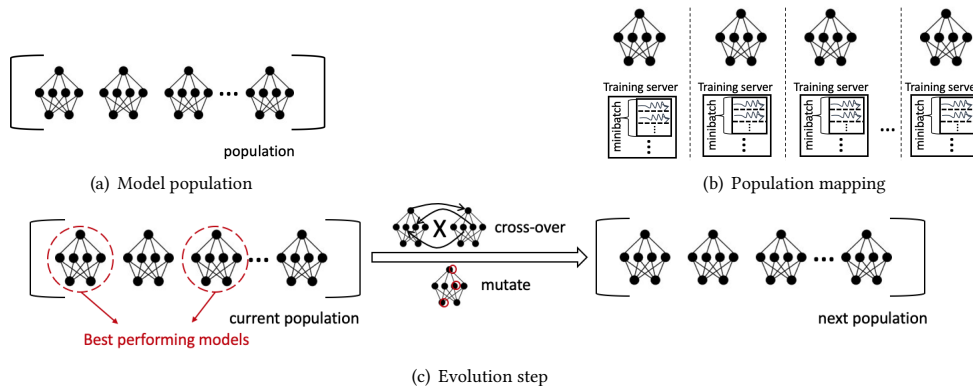 population
(a) Model population
Training server
Training server
Training server
Training server
minibatch
minibatch
minibatch
minibatch
(b) Population mapping
X
cross-over
mutate
current population
Best performing models
next population
(c) Evolution step